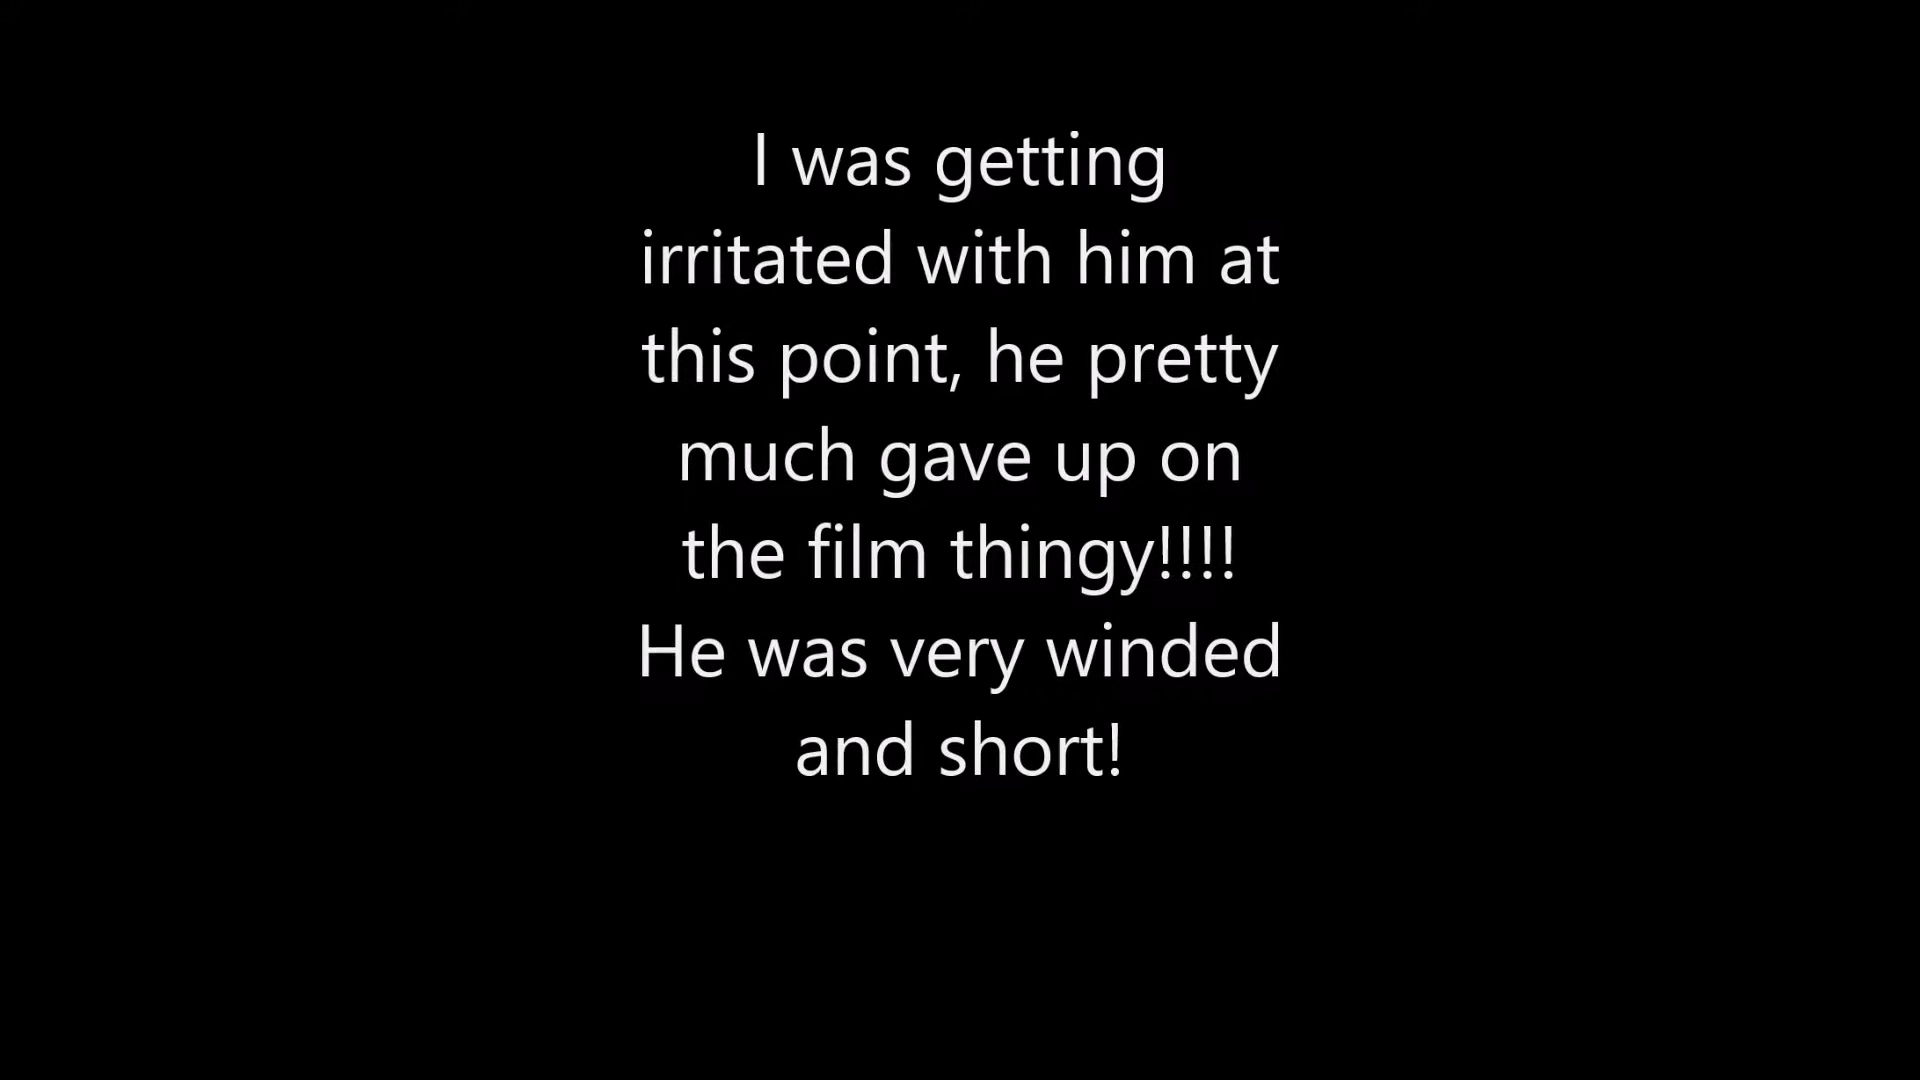 I was getting
irritated with him at
this point, he pretty
much gave up on
the film thingy!!!!
He was very winded
and short!